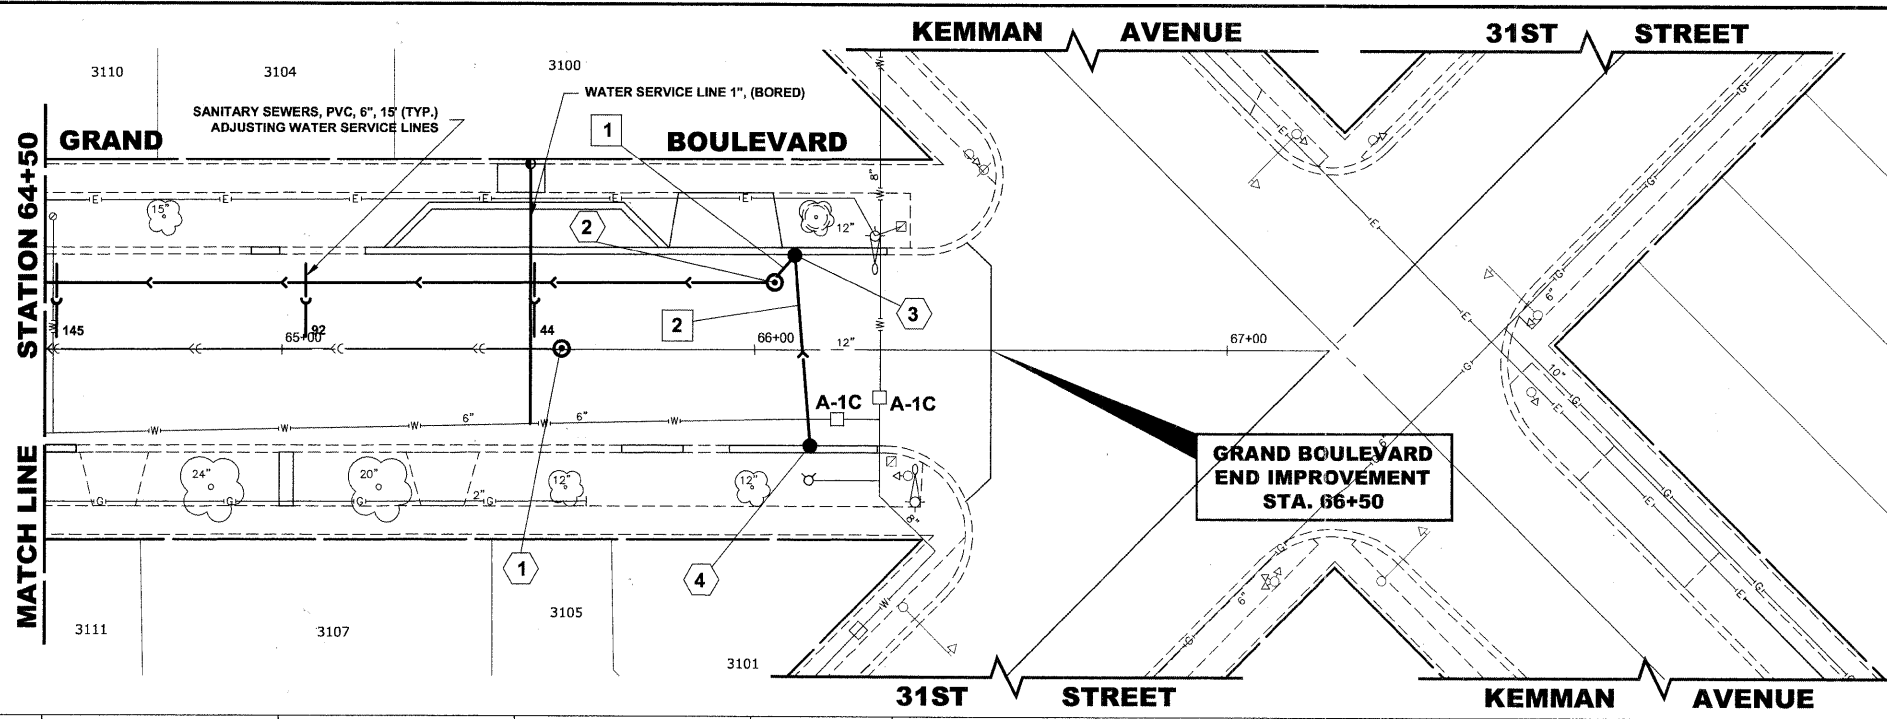 KEMMAN AVENUE
31ST STREET
3110
3104
3100
SANITARY SEWERS, PVC, 6", 15' (TYP.)
ADJUSTING WATER SERVICE LINES
WATER SERVICE LINE 1", (BORED)
1
GRAND BOULEVARD
STATION 64+50
MATCH LINE
8"
W
W
W
G
G
E
E
E
E
E
E
E
15"
2
12"
E
G
6"
3
2
W
145
92
44
65+00
66+00
12"
W
67+00
E
G
10"
A-1C
A-1C
6"
6"
W
W
W
W
W
E
G
6"
GRAND BOULEVARD
END IMPROVEMENT
STA. 66+50
24"
20"
12"
12"
2"
G
G
G
G
E
G
8"
1
4
G
6"
G
E
G
W
3111
3107
3105
3101
G
31ST STREET
KEMMAN AVENUE